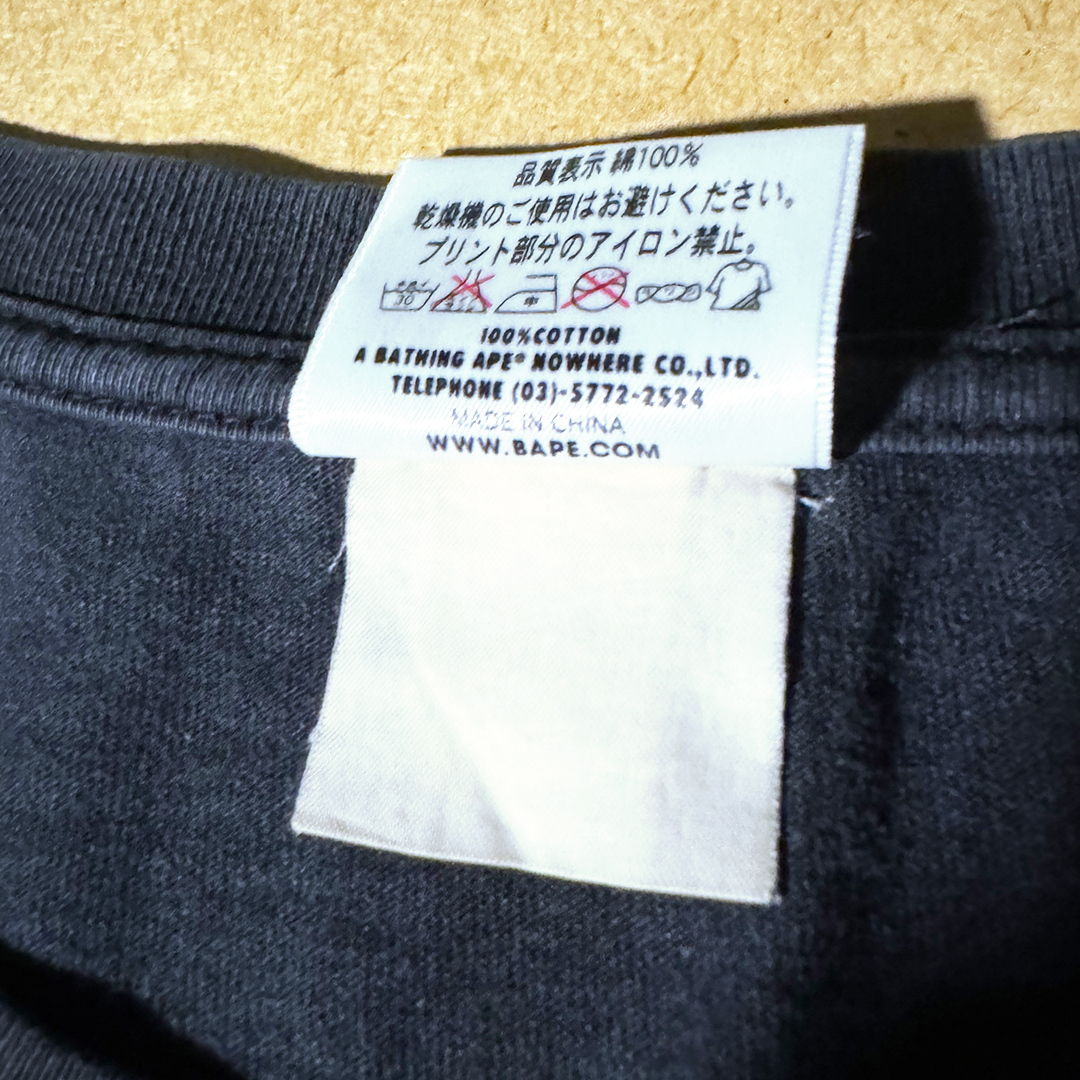 品質表示 綿100%
乾燥機のご使用はお避けください。
プリント部分のアイロン禁止。
30 中
100%COTTON
A BATHING APE® NOWHERE CO.,LTD.
TELEPHONE (03)-5772-2524
MADE IN CHINA
WWW.BAPE.COM